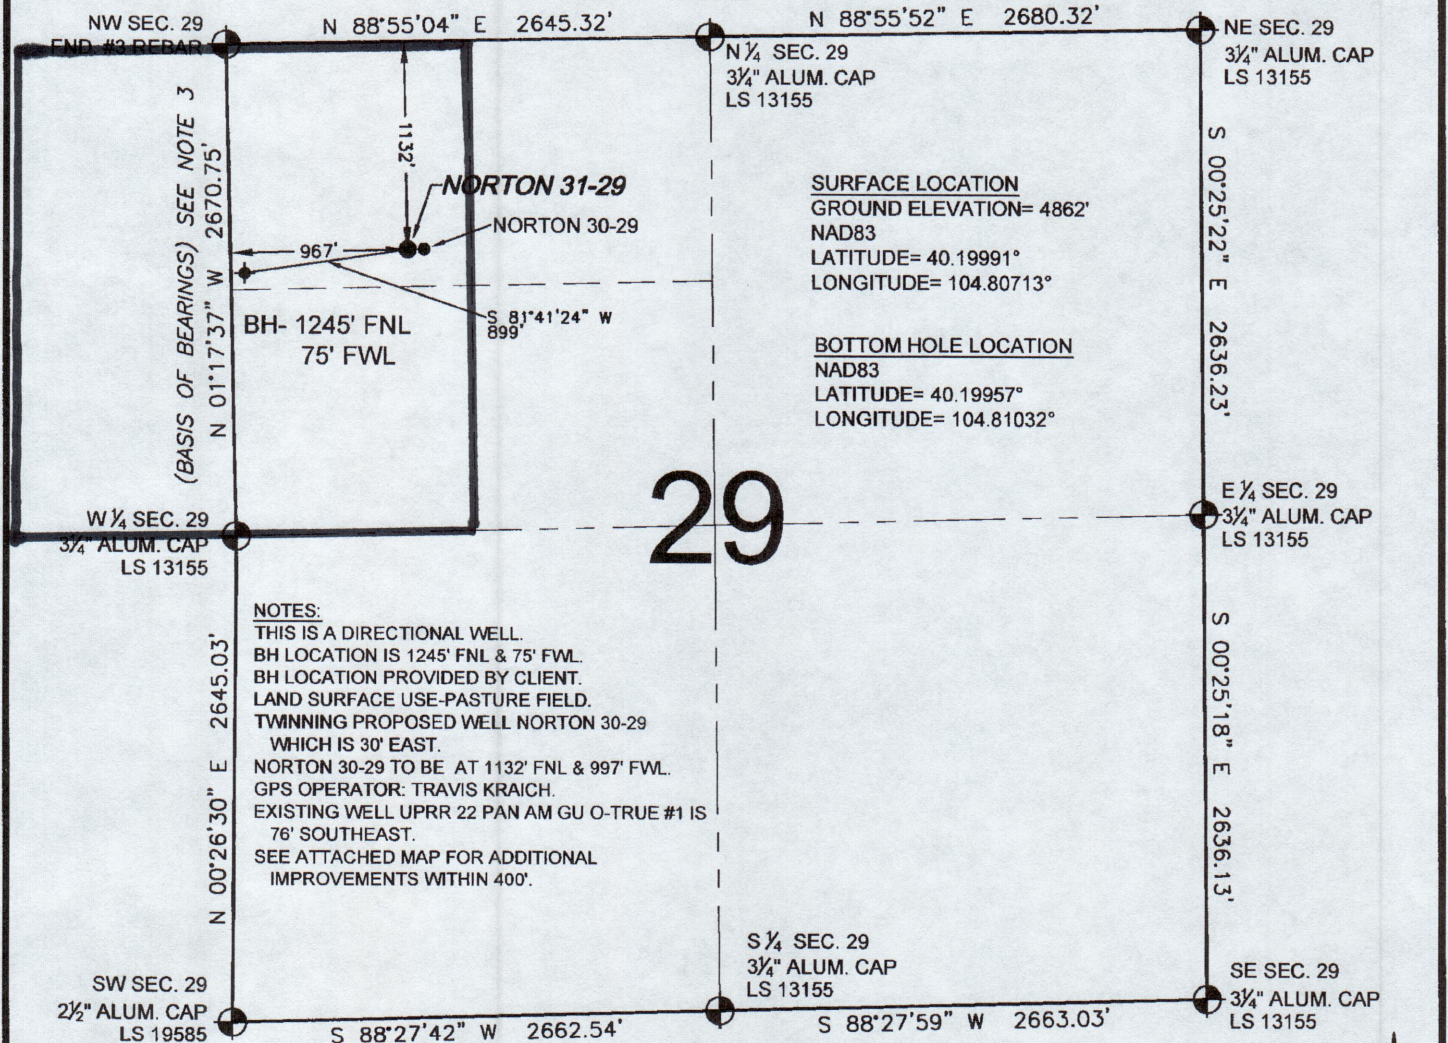 NW SEC. 29
FND. #3 REBAR
N 88°55'04" E 2645.32'
N 88°55'52" E 2680.32'
N ¼ SEC. 29
3¼" ALUM. CAP
LS 13155
NE SEC. 29
3¼" ALUM. CAP
LS 13155
(BASIS OF BEARINGS) SEE NOTE 3
N 01°17'37" W 2670.75'
1132'
NORTON 31-29
NORTON 30-29
967'
S 81°41'24" W
899'
BH- 1245' FNL
75' FWL
SURFACE LOCATION
GROUND ELEVATION= 4862'
NAD83
LATITUDE= 40.19991°
LONGITUDE= 104.80713°
BOTTOM HOLE LOCATION
NAD83
LATITUDE= 40.19957°
LONGITUDE= 104.81032°
S 00°25'22" E 2636.23'
29
W ¼ SEC. 29
3¼" ALUM. CAP
LS 13155
E ¼ SEC. 29
3¼" ALUM. CAP
LS 13155
NOTES:
THIS IS A DIRECTIONAL WELL.
BH LOCATION IS 1245' FNL & 75' FWL.
BH LOCATION PROVIDED BY CLIENT.
LAND SURFACE USE-PASTURE FIELD.
TWINNING PROPOSED WELL NORTON 30-29
WHICH IS 30' EAST.
NORTON 30-29 TO BE AT 1132' FNL & 997' FWL.
GPS OPERATOR: TRAVIS KRAICH.
EXISTING WELL UPRR 22 PAN AM GU O-TRUE #1 IS
76' SOUTHEAST.
SEE ATTACHED MAP FOR ADDITIONAL
IMPROVEMENTS WITHIN 400'.
N 00°26'30" E 2645.03'
S 00°25'18" E 2636.13'
SW SEC. 29
2½" ALUM. CAP
LS 19585
S 88°27'42" W 2662.54'
S ¼ SEC. 29
3¼" ALUM. CAP
LS 13155
S 88°27'59" W 2663.03'
SE SEC. 29
3¼" ALUM. CAP
LS 13155